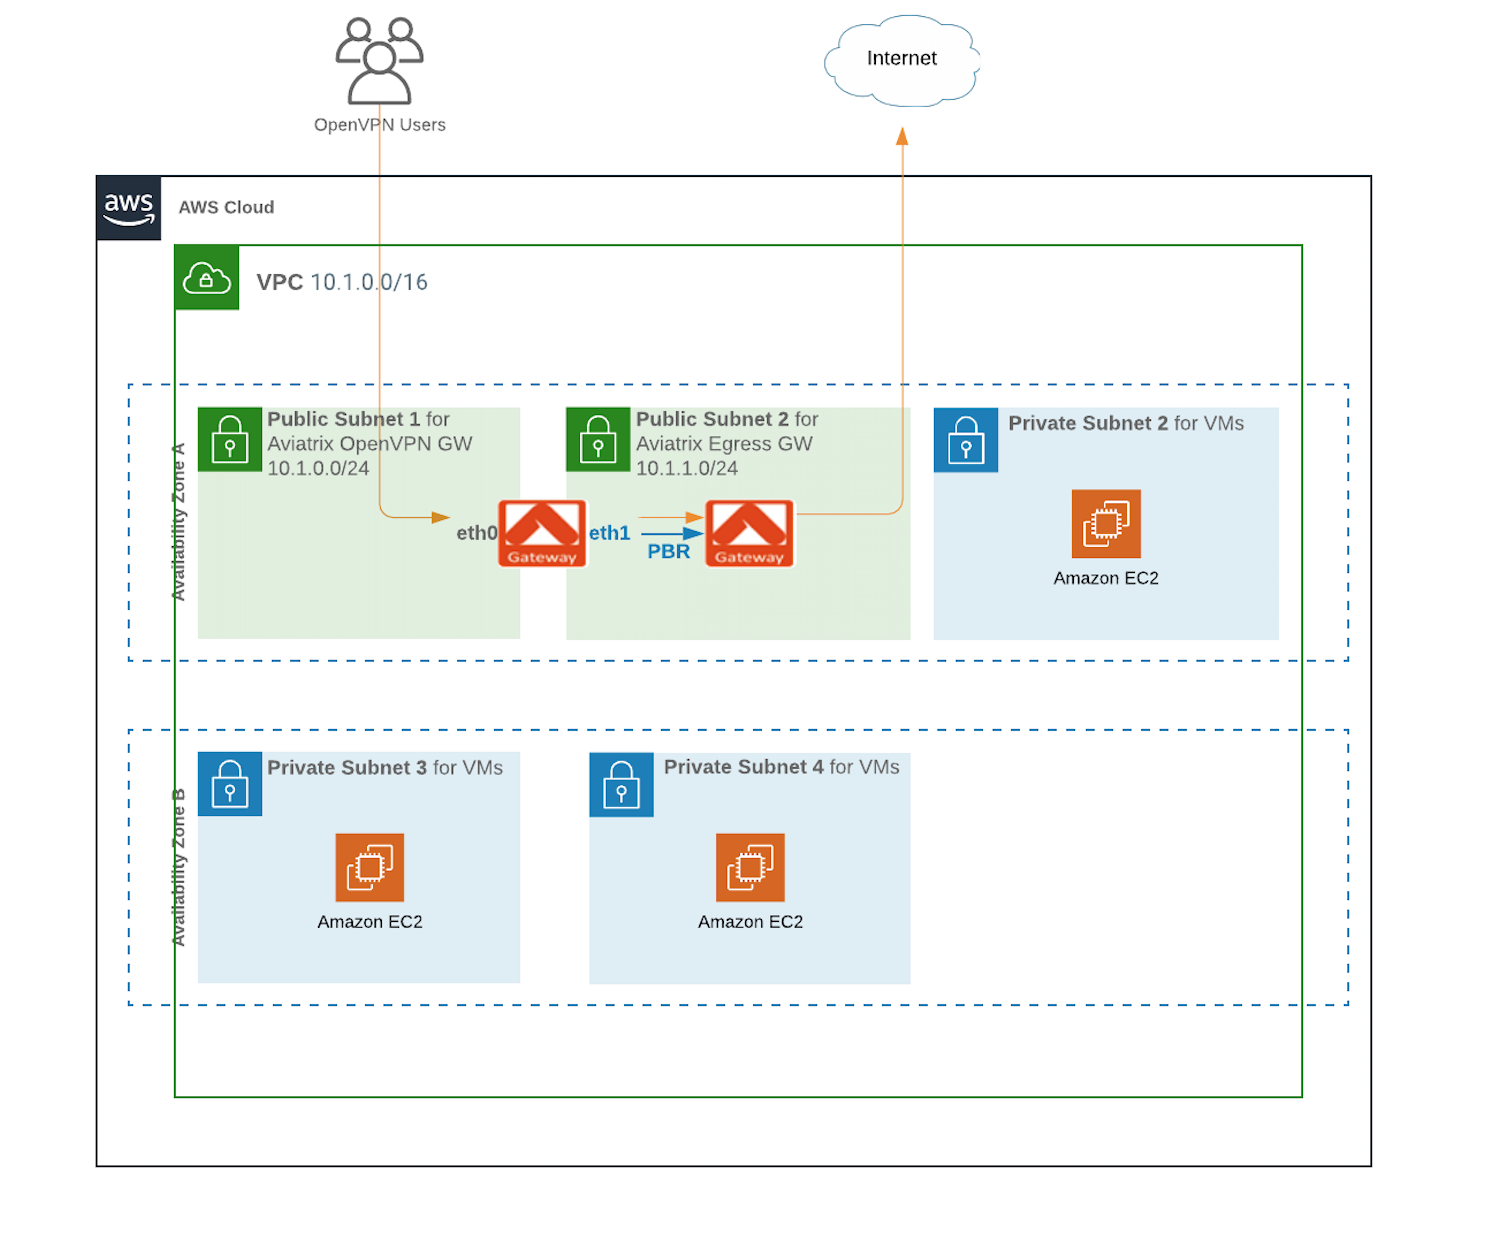 Internet
OpenVPN Users
aws
AWS Cloud
VPC 10.1.0.0/16
Availability Zone A
Public Subnet 1 for
Aviatrix OpenVPN GW
10.1.0.0/24
Public Subnet 2 for
Aviatrix Egress GW
10.1.1.0/24
Private Subnet 2 for VMs
eth0
Gateway
eth1
PBR
Gateway
Amazon EC2
Availability Zone B
Private Subnet 3 for VMs
Private Subnet 4 for VMs
Amazon EC2
Amazon EC2